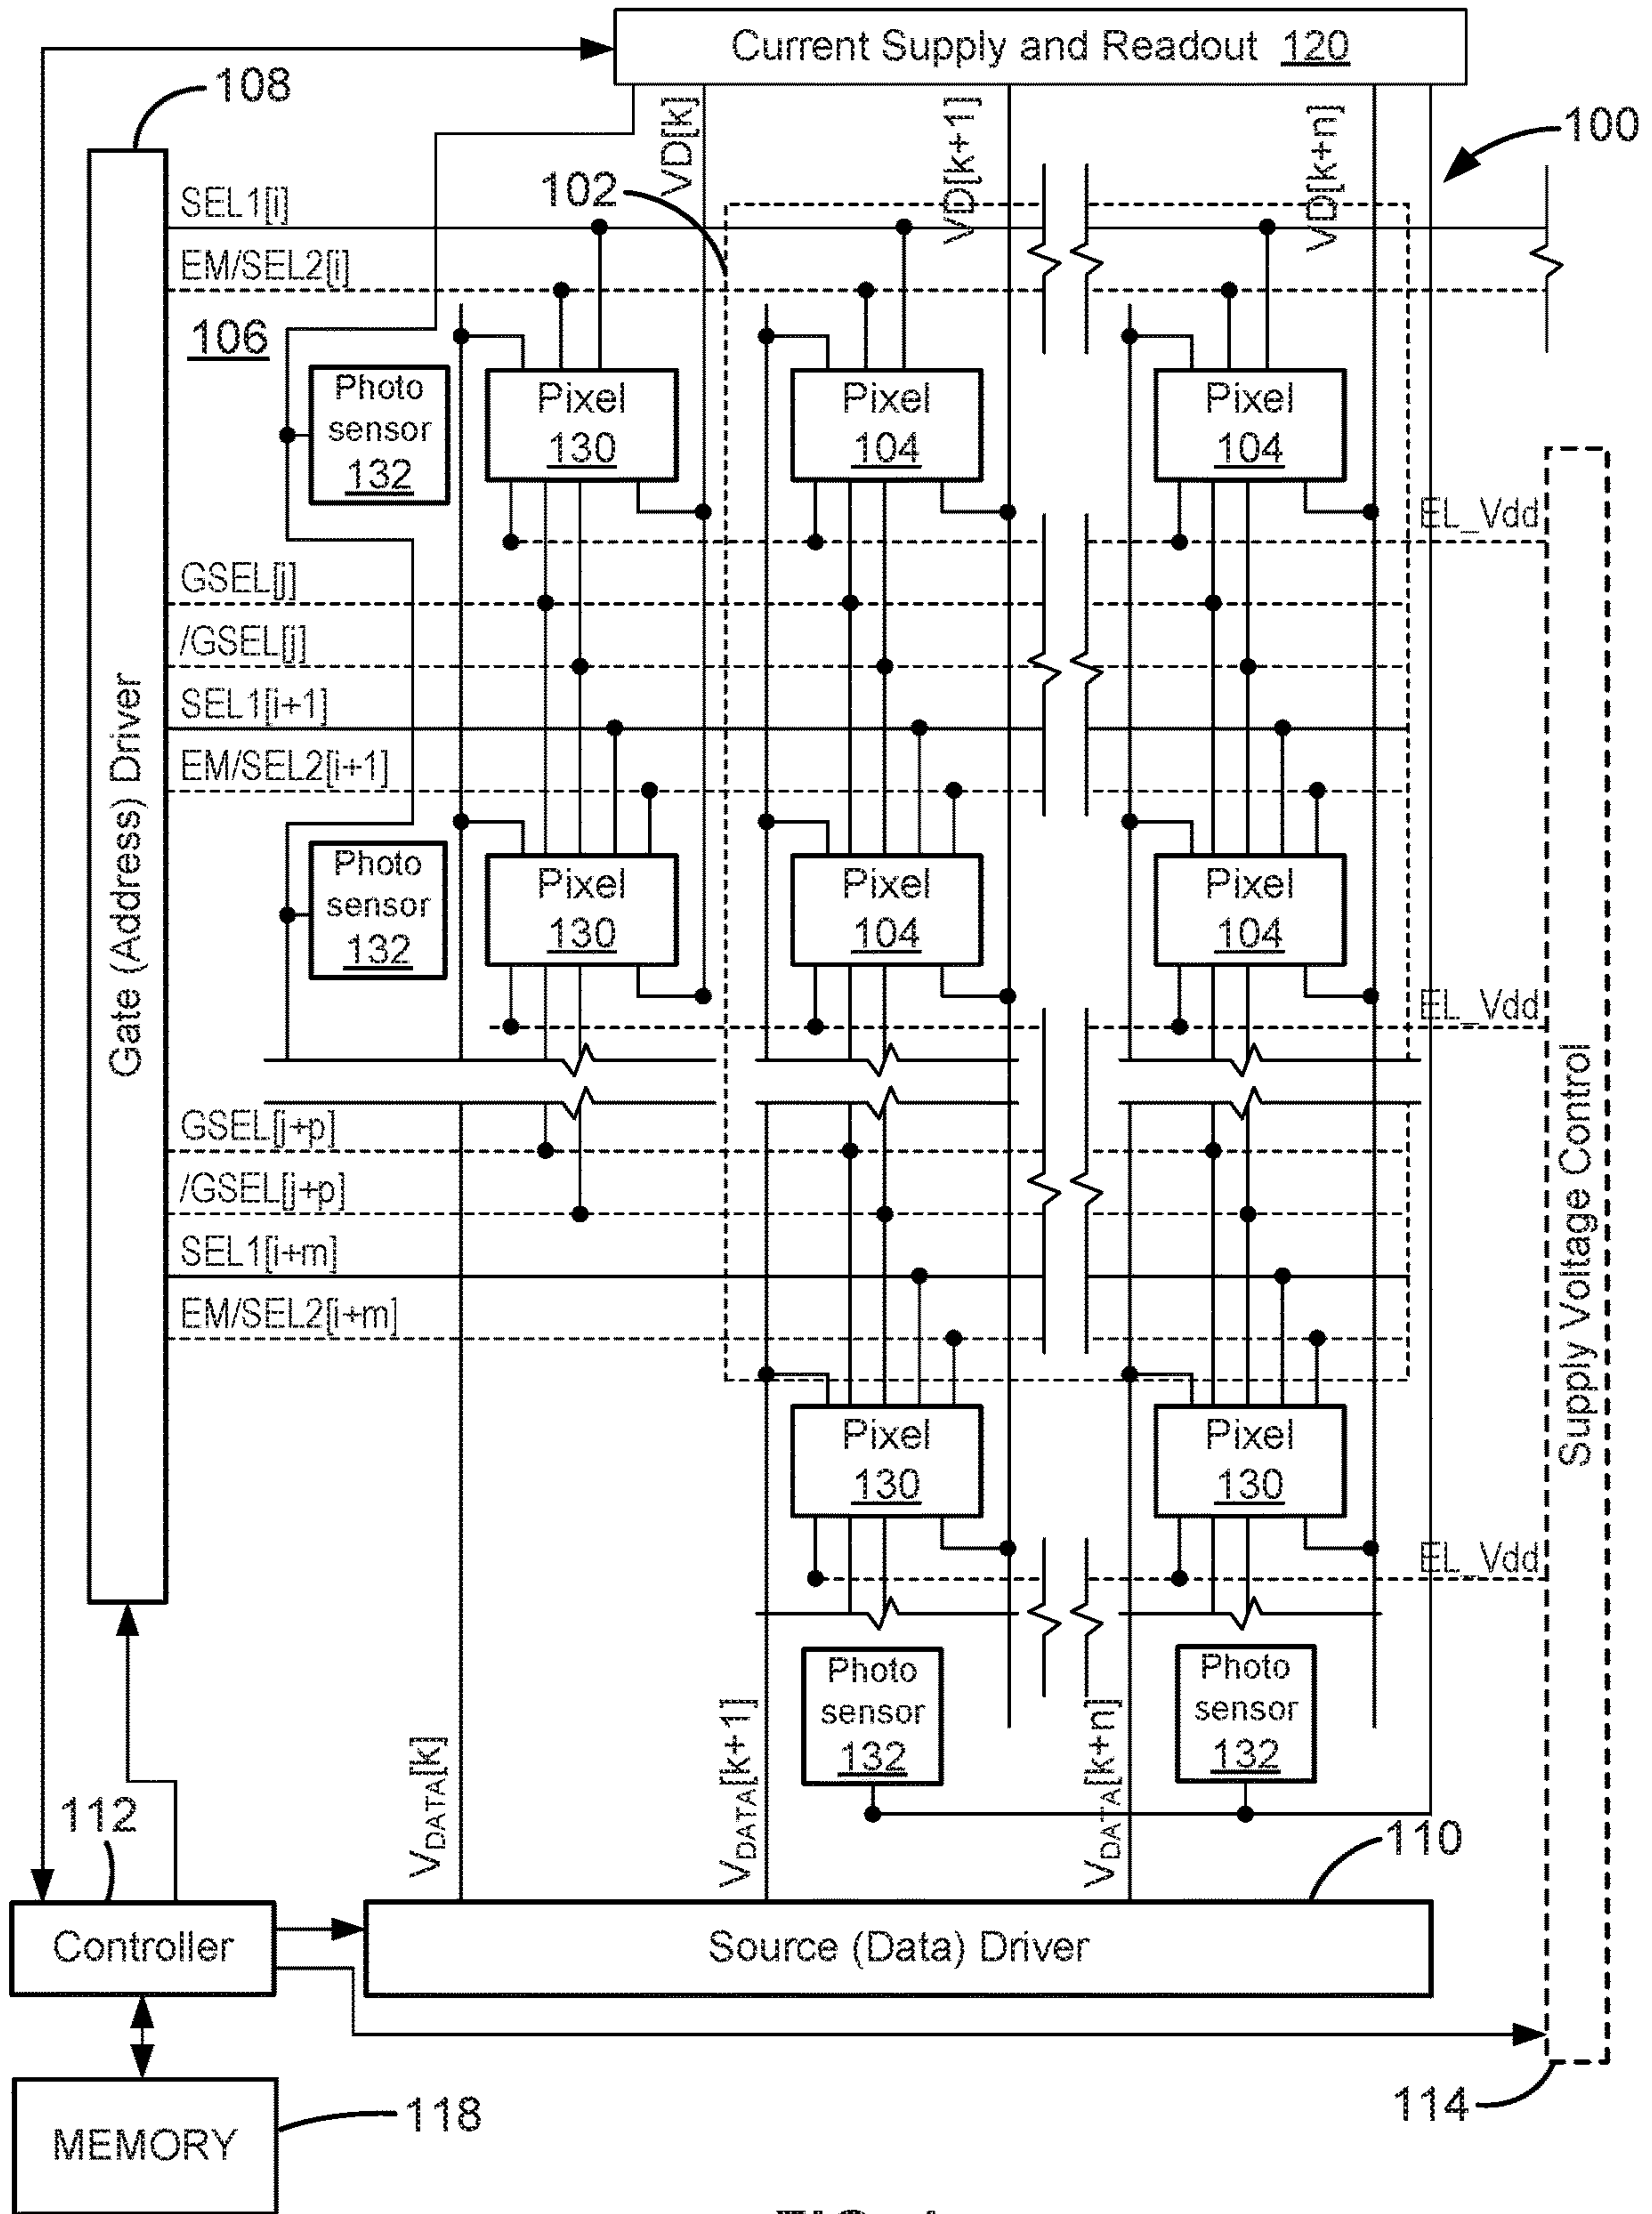 Current Supply and Readout 120
108
VD[k]
VD[k+1]
VD[k+n]
100
102
SEL1[i]
EM/SEL2[i]
106
Photo
sensor
132
Pixel
130
Pixel
104
Pixel
104
EL_Vdd
GSEL[j]
/GSEL[j]
SEL1[i+1]
EM/SEL2[i+1]
Gate (Address) Driver
Photo
sensor
132
Pixel
130
Pixel
104
Pixel
104
EL_Vdd
GSEL[j+p]
/GSEL[j+p]
SEL1[i+m]
EM/SEL2[i+m]
Supply Voltage Control
Pixel
130
Pixel
130
EL_Vdd
Photo
sensor
132
Photo
sensor
132
VDATA[k]
VDATA[k+1]
VDATA[k+n]
112
110
Controller
Source (Data) Driver
114
118
MEMORY